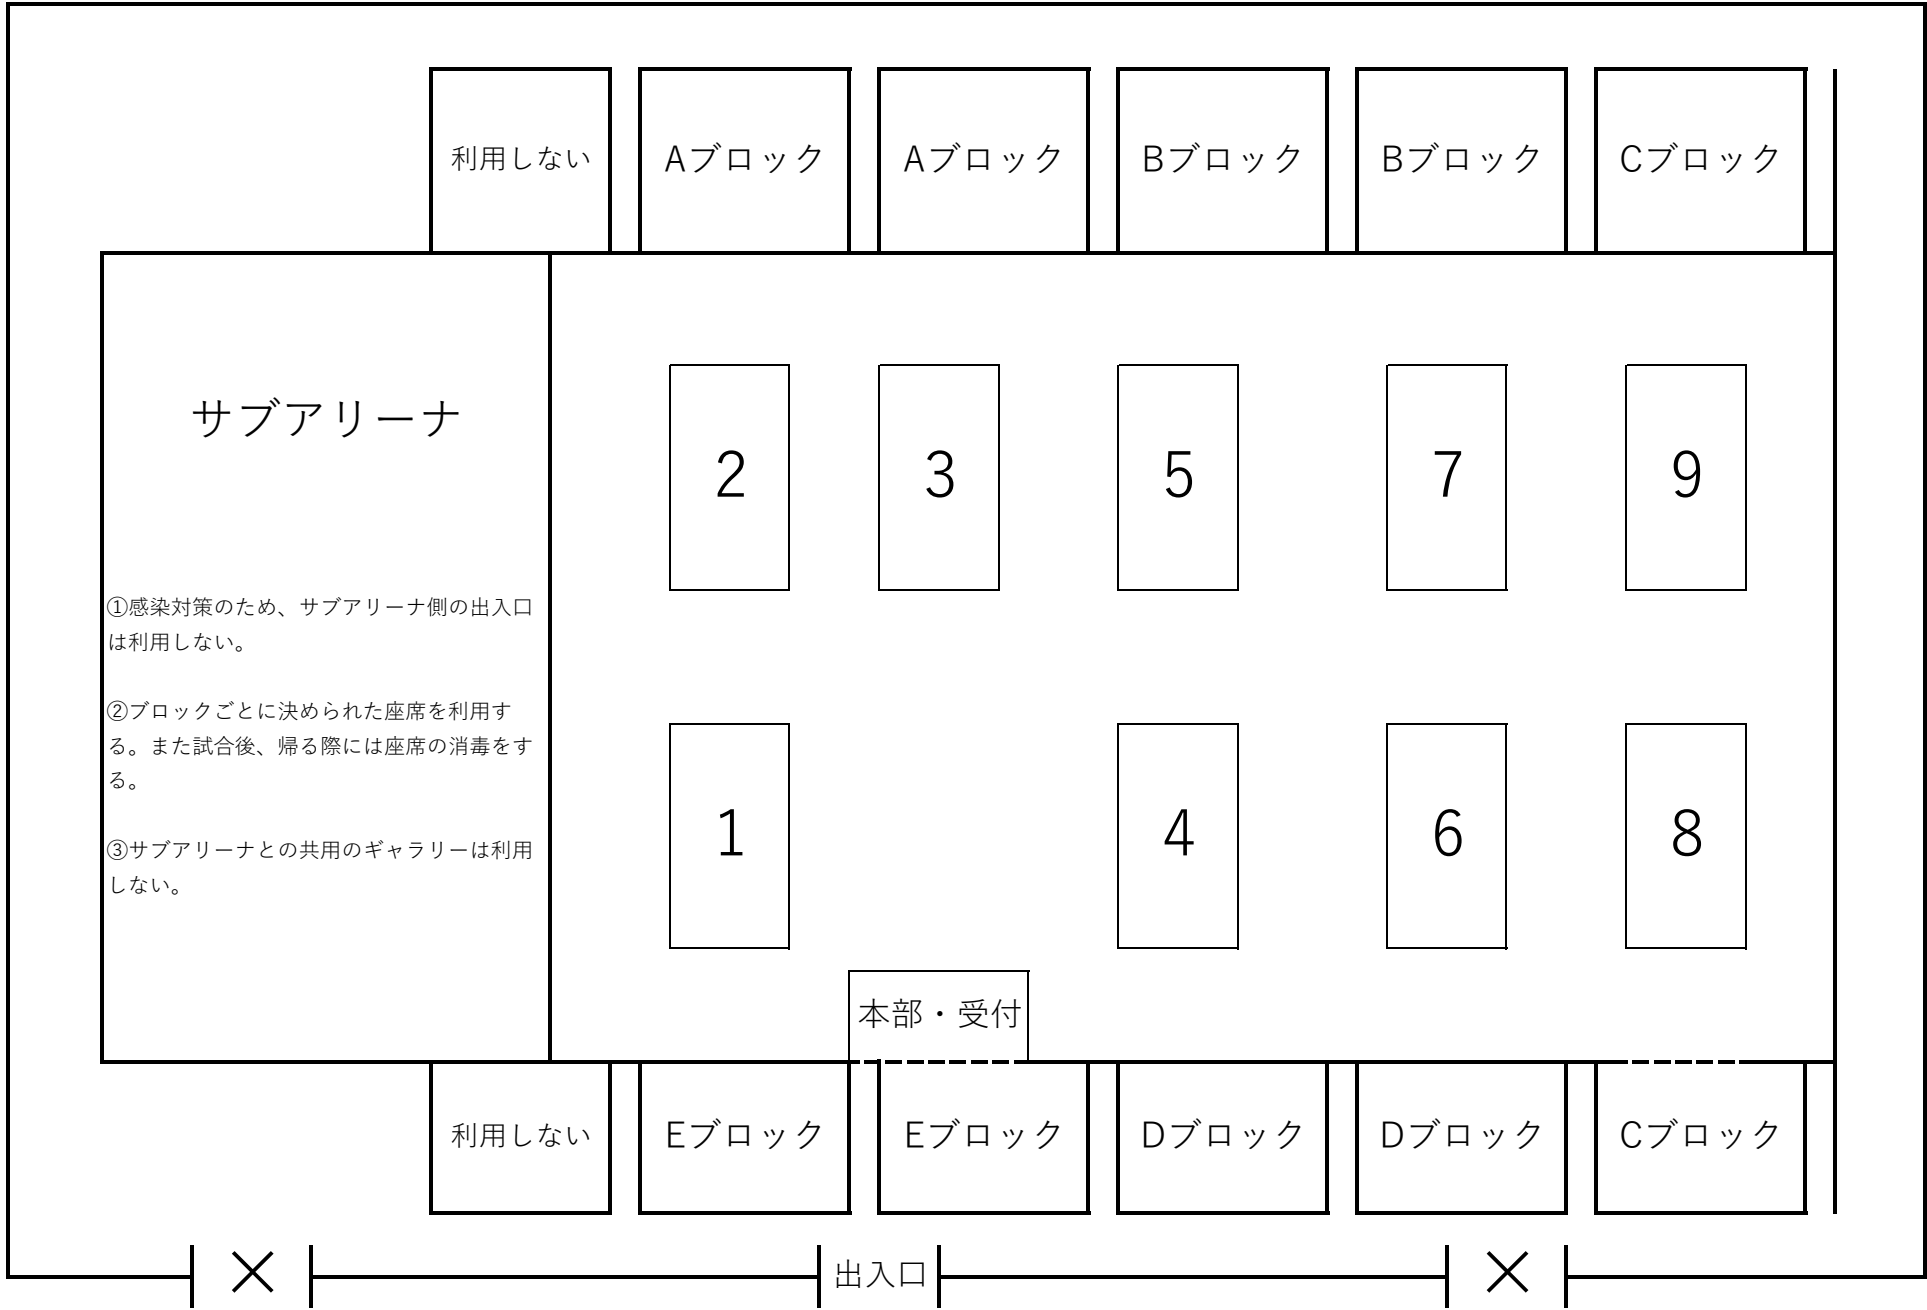 利用しない
Aブロック
Aブロック
Bブロック
Bブロック
Cブロック
サブアリーナ
2
3
5
7
9
①感染対策のため、サブアリーナ側の出入口
は利用しない。
②ブロックごとに決められた座席を利用す
る。また試合後、帰る際には座席の消毒をす
る。
③サブアリーナとの共用のギャラリーは利用
しない。
1
4
6
8
本部・受付
利用しない
Eブロック
Eブロック
Dブロック
Dブロック
Cブロック
×
出入口
×